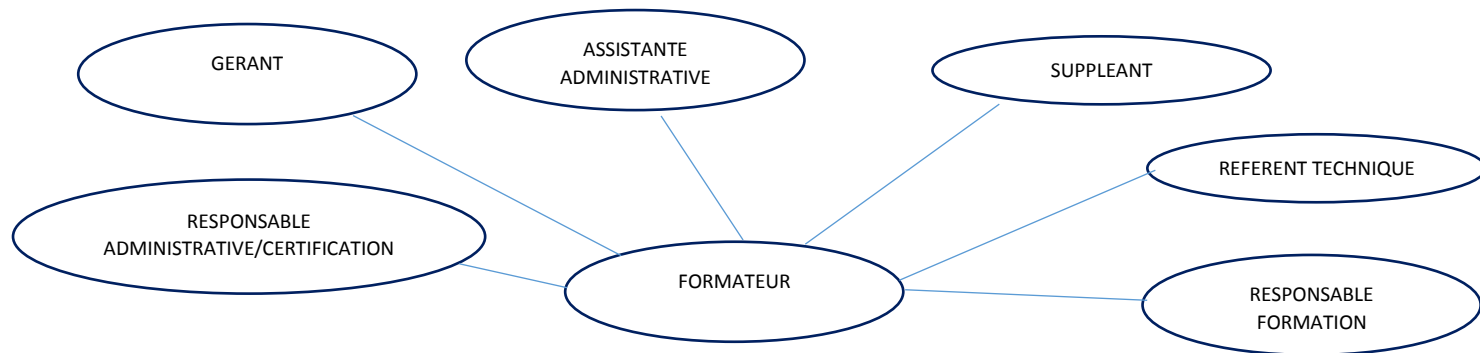 GERANT
ASSISTANTE
ADMINISTRATIVE
SUPPLEANT
REFERENT TECHNIQUE
RESPONSABLE
ADMINISTRATIVE/CERTIFICATION
FORMATEUR
RESPONSABLE
FORMATION